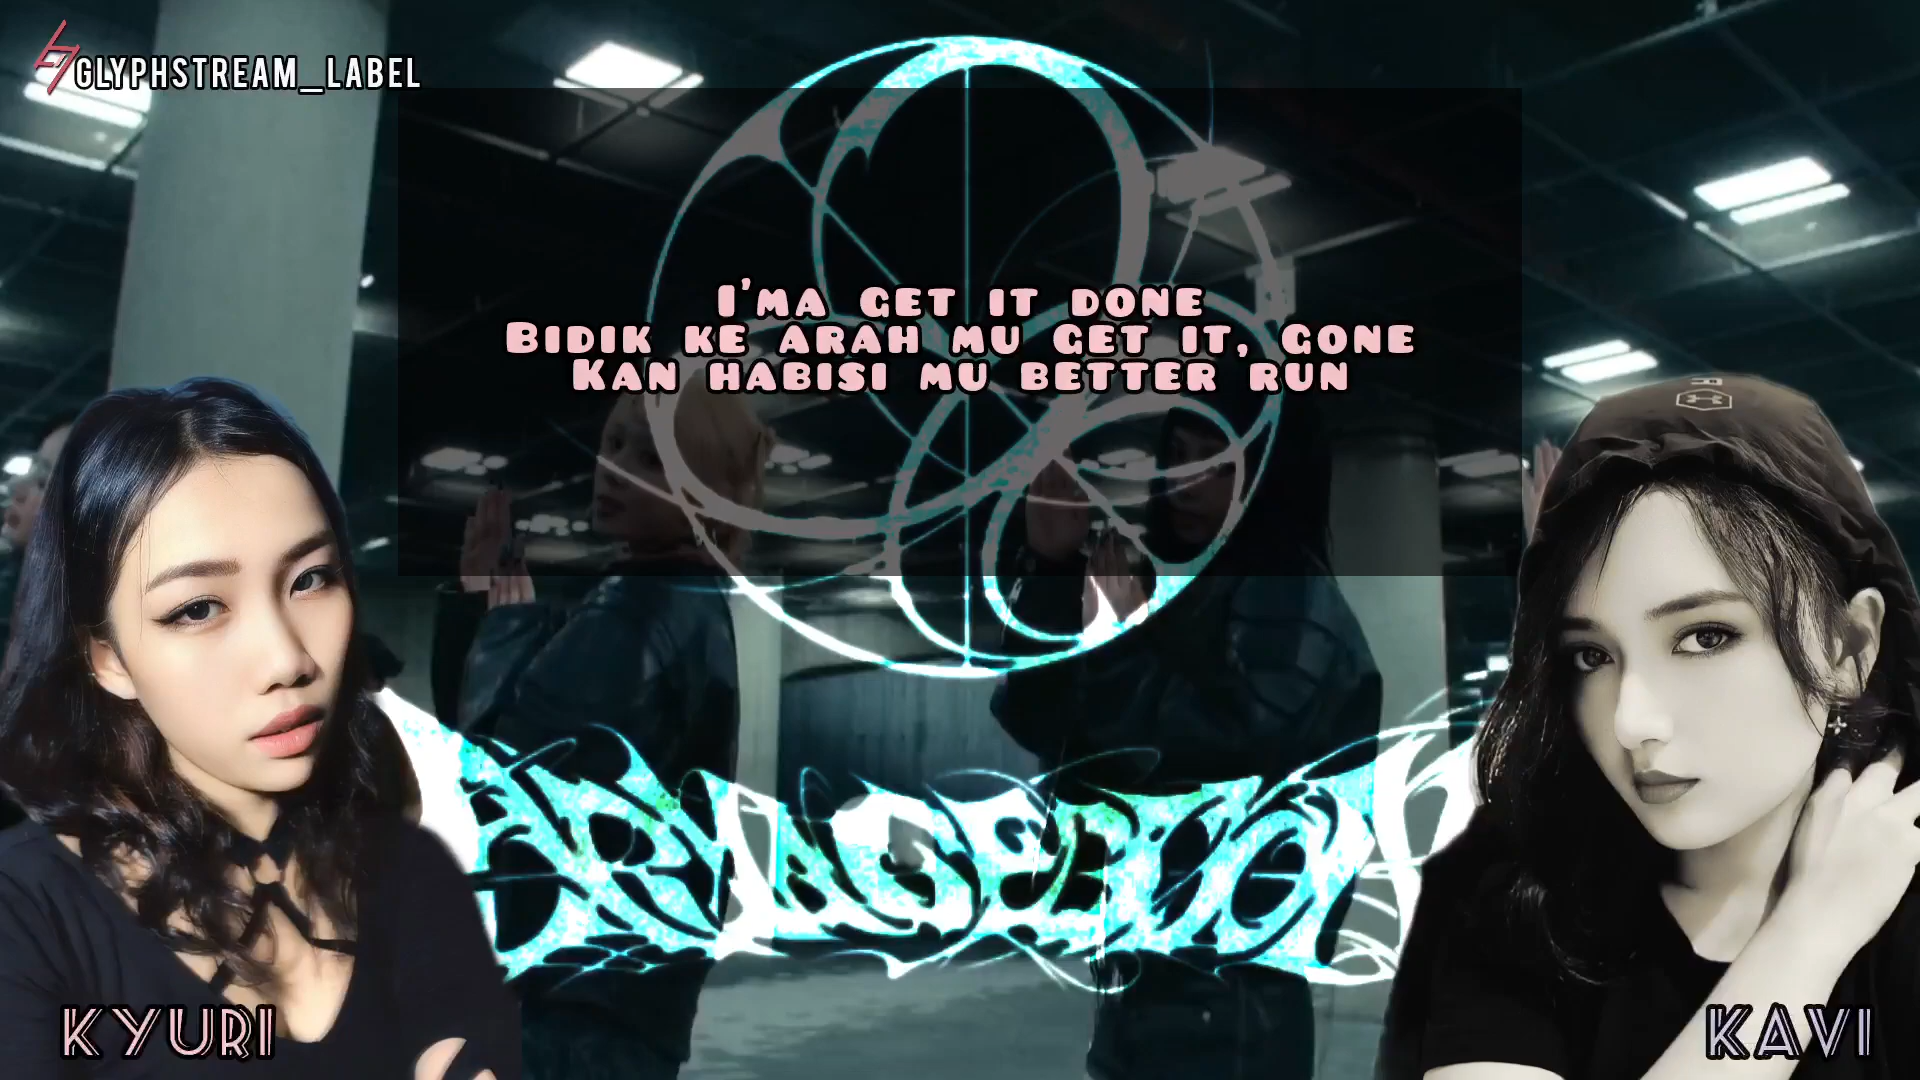 GLYPHSTREAM_LABEL
I'MA GET IT DONE
BIDIK KE ARAH MU GET IT, GONE
KAN HABISI MU BETTER RUN
KYURI
KAVI